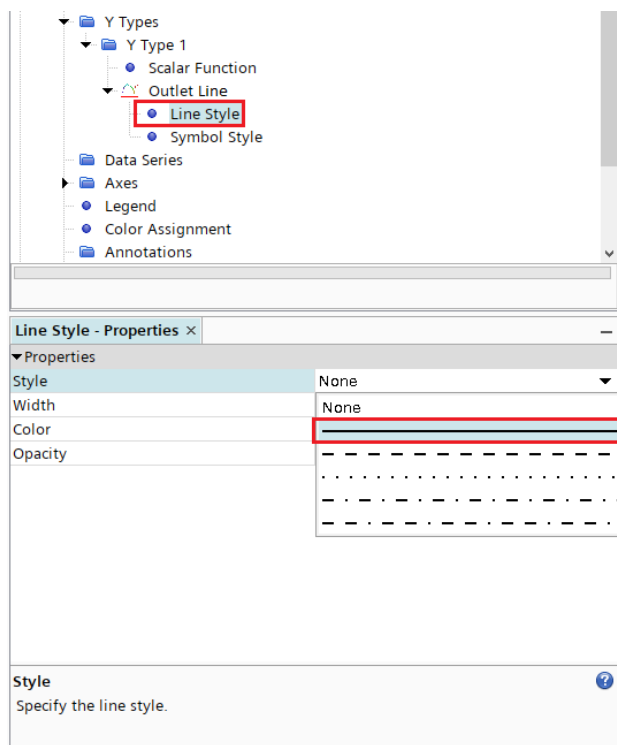 Y Types
Y Type 1
Scalar Function
Outlet Line
Line Style
Symbol Style
Data Series
Axes
Legend
Color Assignment
Annotations
Line Style - Properties ×
Properties
Style None
Width None
Color
Opacity
Style
Specify the line style.